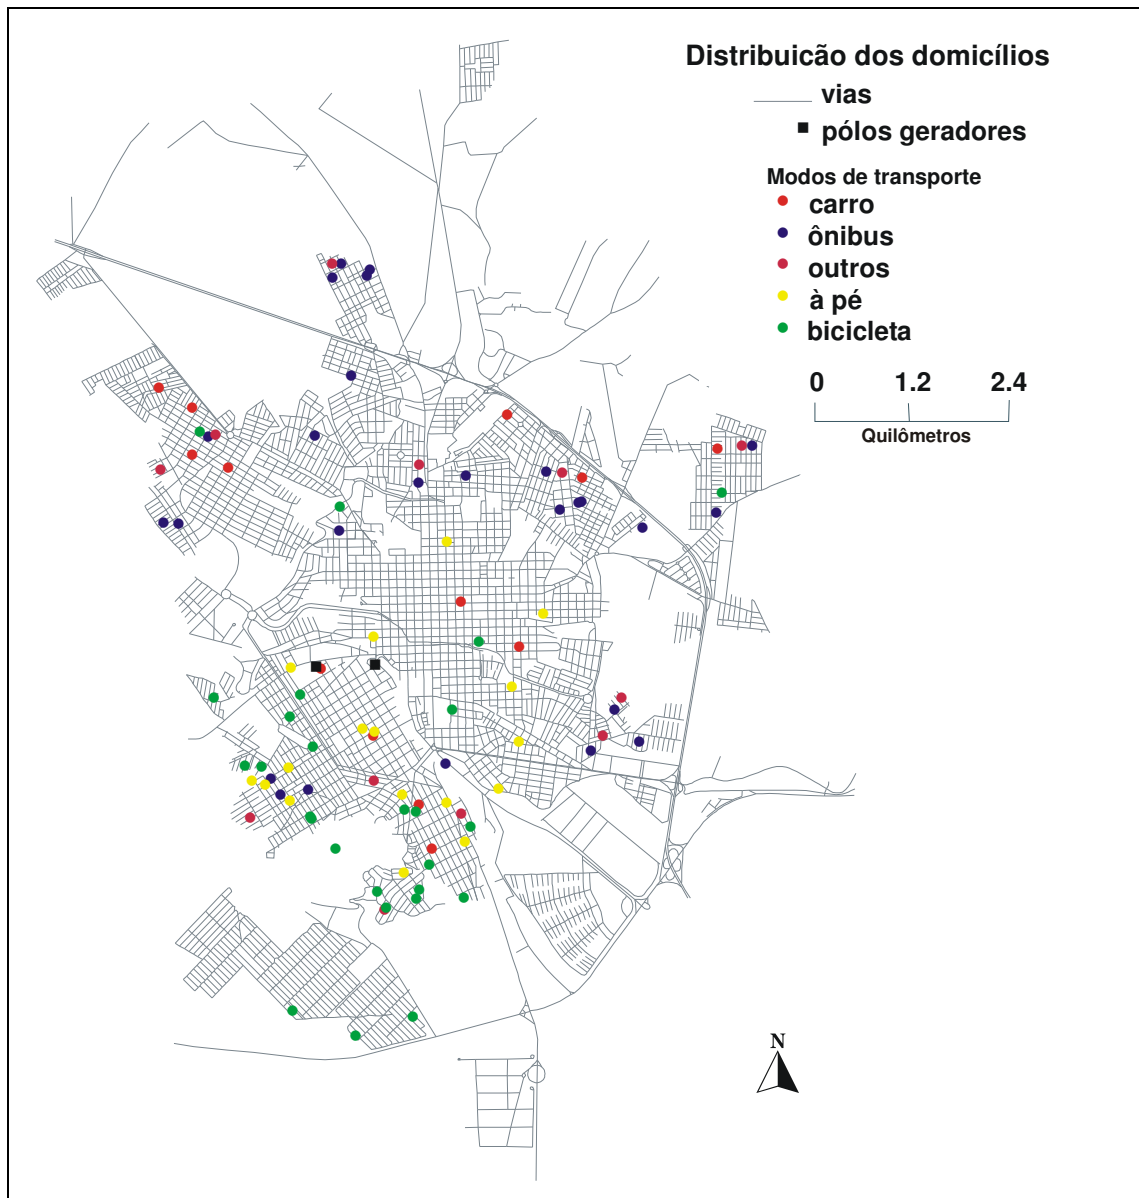 Distribuicão dos domicílios
vias
pólos geradores
Modos de transporte
carro
ônibus
outros
à pé
bicicleta
0 1.2 2.4
Quilômetros
N